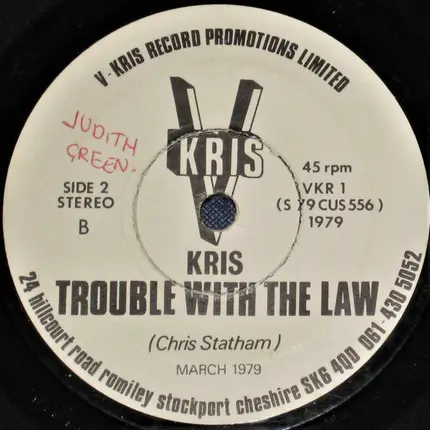 V-KRIS RECORD PROMOTIONS LIMITED
JUDITH
GREEN.
V
KRIS
SIDE 2
STEREO
B
45 rpm
VKR 1
(S 79 CUS 556)
1979
KRIS
TROUBLE WITH THE LAW
(Chris Statham)
MARCH 1979
24 hillcourt road romiley stockport cheshire SK6 4QD 061-430 5052